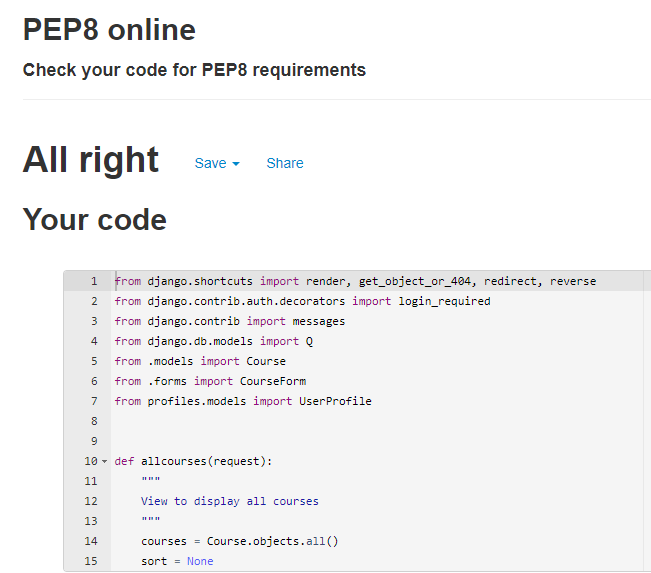 PEP8 online
Check your code for PEP8 requirements
All right Save Share
Your code
1 from django.shortcuts import render, get_object_or_404, redirect, reverse
2 from django.contrib.auth.decorators import login_required
3 from django.contrib import messages
4 from django.db.models import Q
5 from .models import Course
6 from .forms import CourseForm
7 from profiles.models import UserProfile
8
9
10 def allcourses(request):
11 """
12 View to display all courses
13 """
14 courses = Course.objects.all()
15 sort = None